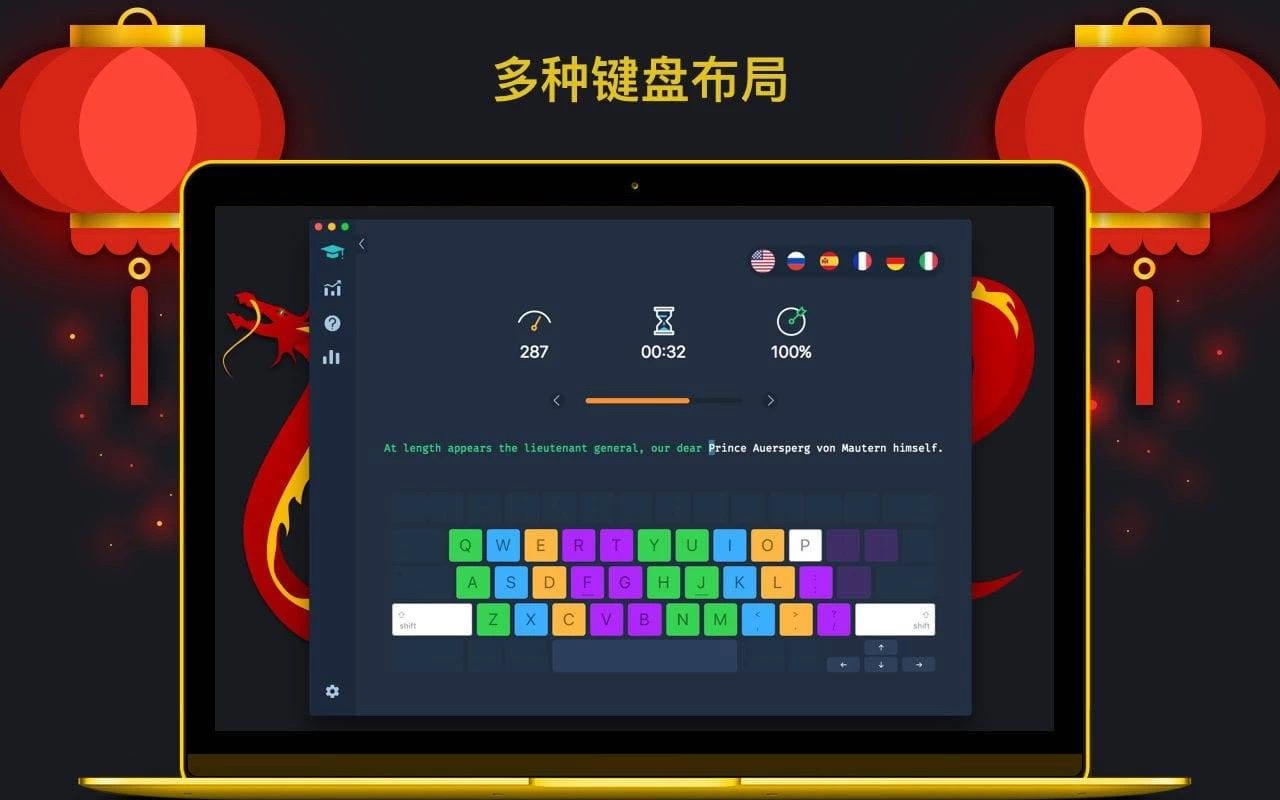 多种键盘布局
287
00:32
100%
At length appears the lieutenant general, our dear Prince Auersperg von Mautern himself.
Q W E R T Y U I O P
A S D F G H J K L : ;
shift Z X C V B N M < , > . ? / shift